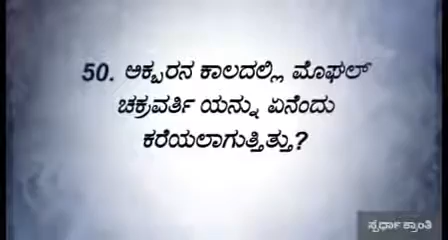 50. ಅಕ್ಬರನ ಕಾಲದಲ್ಲಿ ಮೊಘಲ್
ಚಕ್ರವರ್ತಿ ಯನ್ನು ಏನೆಂದು
ಕರೆಯಲಾಗುತ್ತಿತ್ತು?
ಸ್ಪರ್ಧಾ ಕ್ರಾಂತಿ